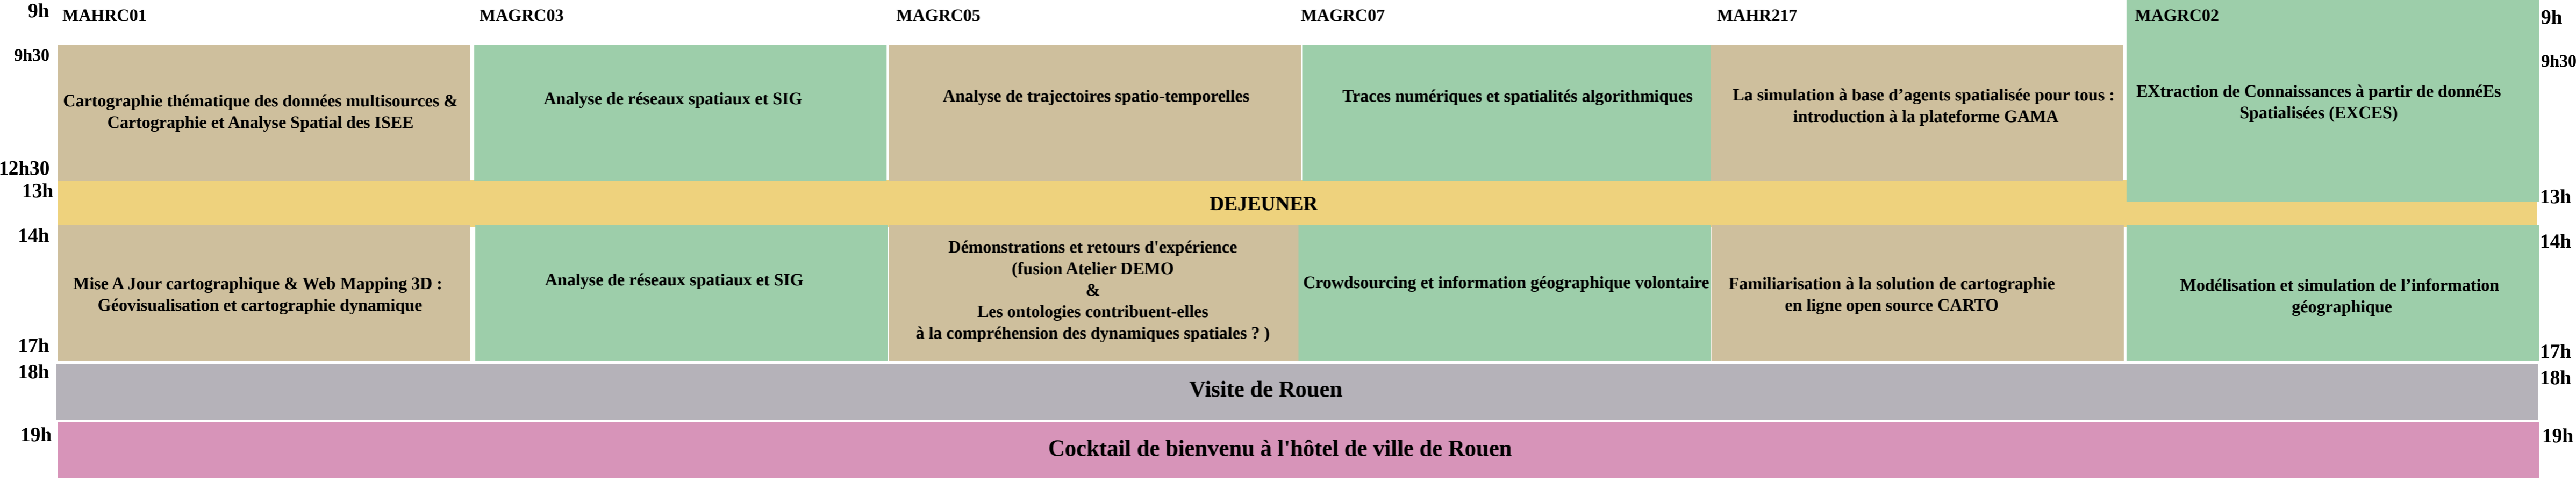 9h
MAHRC01
MAGRC03
MAGRC05
MAGRC07
MAHR217
MAGRC02
9h
9h30
9h30
Cartographie thématique des données multisources &
Cartographie et Analyse Spatial des ISEE
Analyse de réseaux spatiaux et SIG
Analyse de trajectoires spatio-temporelles
Traces numériques et spatialités algorithmiques
La simulation à base d’agents spatialisée pour tous :
introduction à la plateforme GAMA
EXtraction de Connaissances à partir de donnéEs
Spatialisées (EXCES)
12h30
13h
DEJEUNER
13h
14h
14h
Mise A Jour cartographique & Web Mapping 3D :
Géovisualisation et cartographie dynamique
Analyse de réseaux spatiaux et SIG
Démonstrations et retours d'expérience
(fusion Atelier DEMO
&
Les ontologies contribuent-elles
à la compréhension des dynamiques spatiales ? )
Crowdsourcing et information géographique volontaire
Familiarisation à la solution de cartographie
en ligne open source CARTO
Modélisation et simulation de l’information
géographique
17h
17h
18h
Visite de Rouen
18h
19h
Cocktail de bienvenu à l'hôtel de ville de Rouen
19h